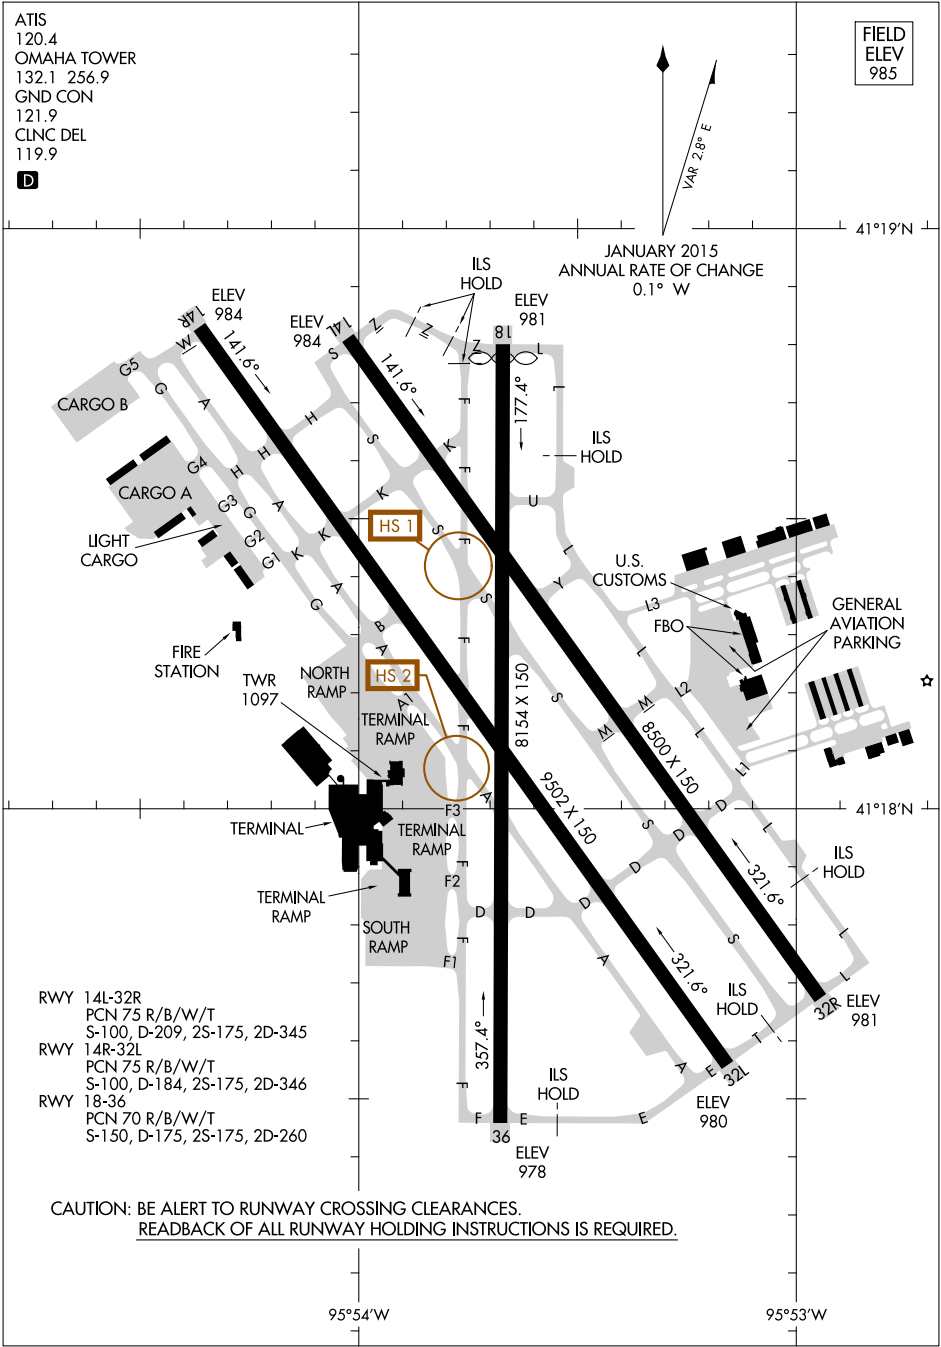 ATIS
120.4
OMAHA TOWER
132.1 256.9
GND CON
121.9
CLNC DEL
119.9
D
FIELD
ELEV
985
VAR 2.8° E
41°19'N
JANUARY 2015
ANNUAL RATE OF CHANGE
0.1° W
ILS
HOLD
ELEV
984
ELEV
984
ELEV
981
14R
14L
18
Z
Z
Z
L
S
W
141.6°
141.6°
177.4°
G5
G
A
CARGO B
H
S
K
F
F
L
ILS
HOLD
G4
H
H
CARGO A
G3
G
A
K
U
HS 1
S
F
LIGHT
CARGO
G2
G1
K
K
L
U.S.
CUSTOMS
Y
A
G
S
L3
GENERAL
AVIATION
PARKING
FBO
B
A
F
L
FIRE
STATION
TWR
1097
NORTH
RAMP
HS 2
A1
TERMINAL
RAMP
F
S
M
M
L2
L
8154 X 150
8500 X 150
9502 X 150
L1
A
F3
41°18'N
TERMINAL
TERMINAL
RAMP
S
D
D
D
L
F
F2
D
ILS
HOLD
321.6°
TERMINAL
RAMP
D
D
D
SOUTH
RAMP
F
F1
A
S
L
L
321.6°
ILS
HOLD
RWY 14L-32R
PCN 75 R/B/W/T
S-100, D-209, 2S-175, 2D-345
RWY 14R-32L
PCN 75 R/B/W/T
S-100, D-184, 2S-175, 2D-346
RWY 18-36
PCN 70 R/B/W/T
S-150, D-175, 2S-175, 2D-260
357.4°
32R
ELEV
981
T
A
E
32L
ILS
HOLD
F
F
E
E
ELEV
980
36
ELEV
978
CAUTION: BE ALERT TO RUNWAY CROSSING CLEARANCES.
READBACK OF ALL RUNWAY HOLDING INSTRUCTIONS IS REQUIRED.
95°54'W
95°53'W